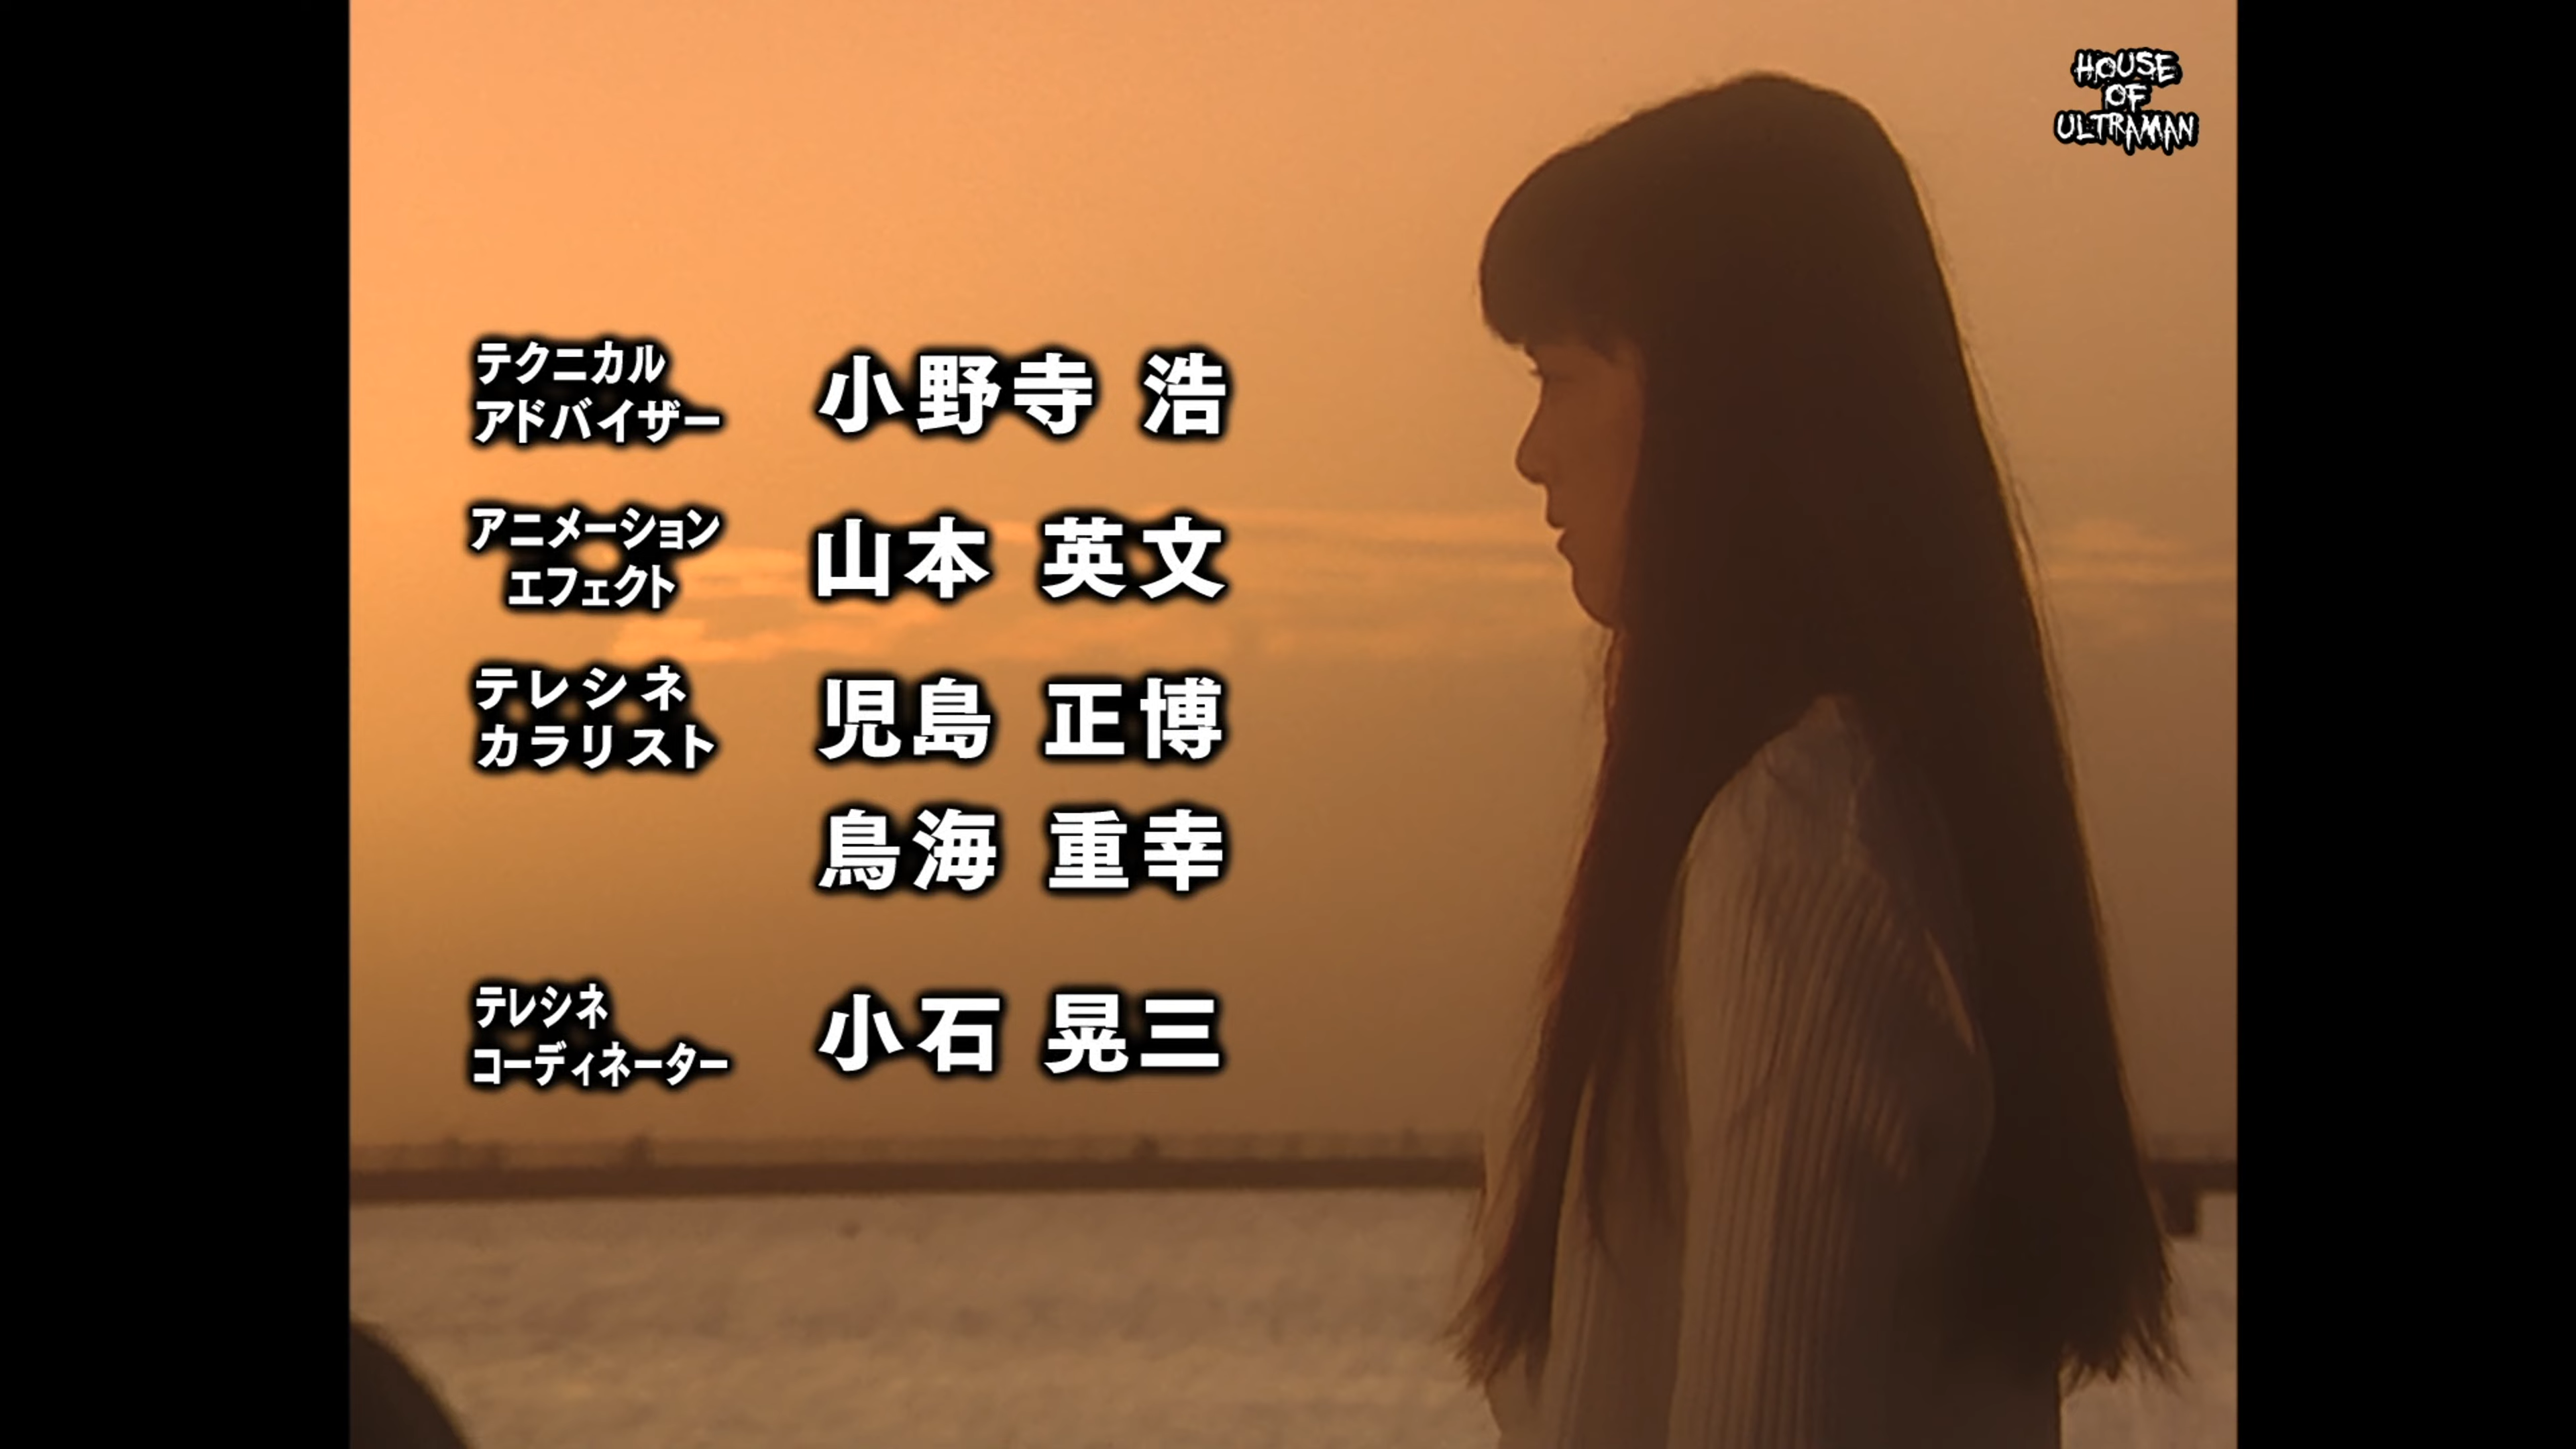 HOUSE
OF
ULTRAMAN
テクニカル
アドバイザー
小野寺 浩
アニメーション
エフェクト
山本 英文
テレシネ
カラリスト
児島 正博
鳥海 重幸
テレシネ
コーディネーター
小石 晃三